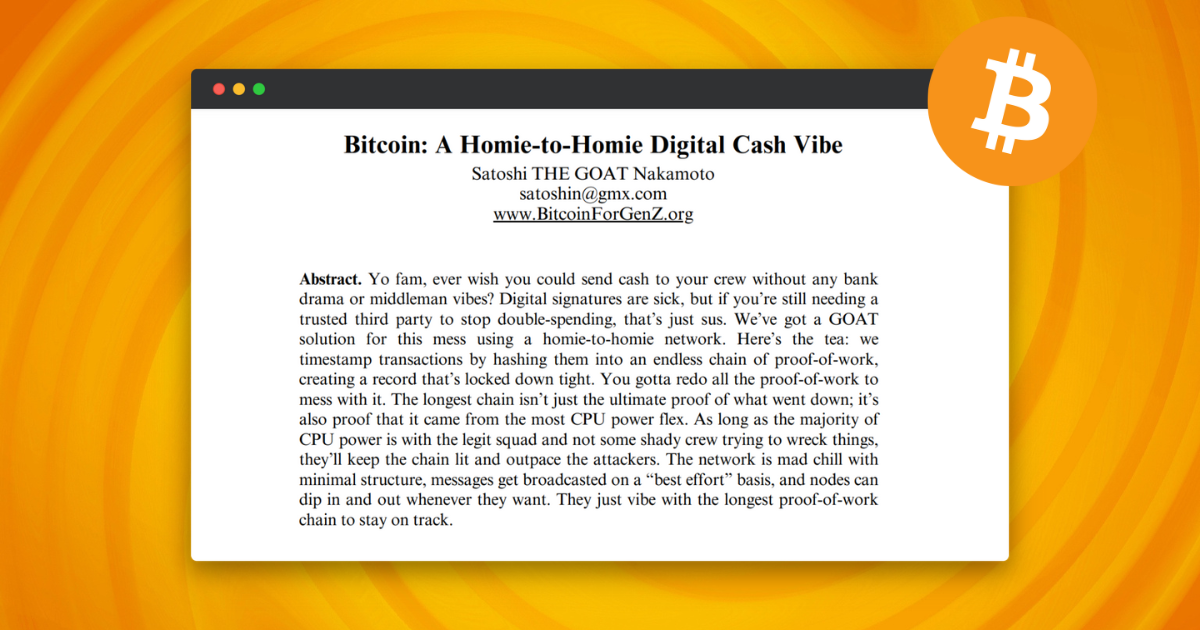 Bitcoin: A Homie-to-Homie Digital Cash Vibe
Satoshi THE GOAT Nakamoto
satoshin@gmx.com
www.BitcoinForGenZ.org
Abstract. Yo fam, ever wish you could send cash to your crew without any bank
drama or middleman vibes? Digital signatures are sick, but if you’re still needing a
trusted third party to stop double-spending, that’s just sus. We’ve got a GOAT
solution for this mess using a homie-to-homie network. Here’s the tea: we
timestamp transactions by hashing them into an endless chain of proof-of-work,
creating a record that’s locked down tight. You gotta redo all the proof-of-work to
mess with it. The longest chain isn’t just the ultimate proof of what went down; it’s
also proof that it came from the most CPU power flex. As long as the majority of
CPU power is with the legit squad and not some shady crew trying to wreck things,
they’ll keep the chain lit and outpace the attackers. The network is mad chill with
minimal structure, messages get broadcasted on a “best effort” basis, and nodes can
dip in and out whenever they want. They just vibe with the longest proof-of-work
chain to stay on track.